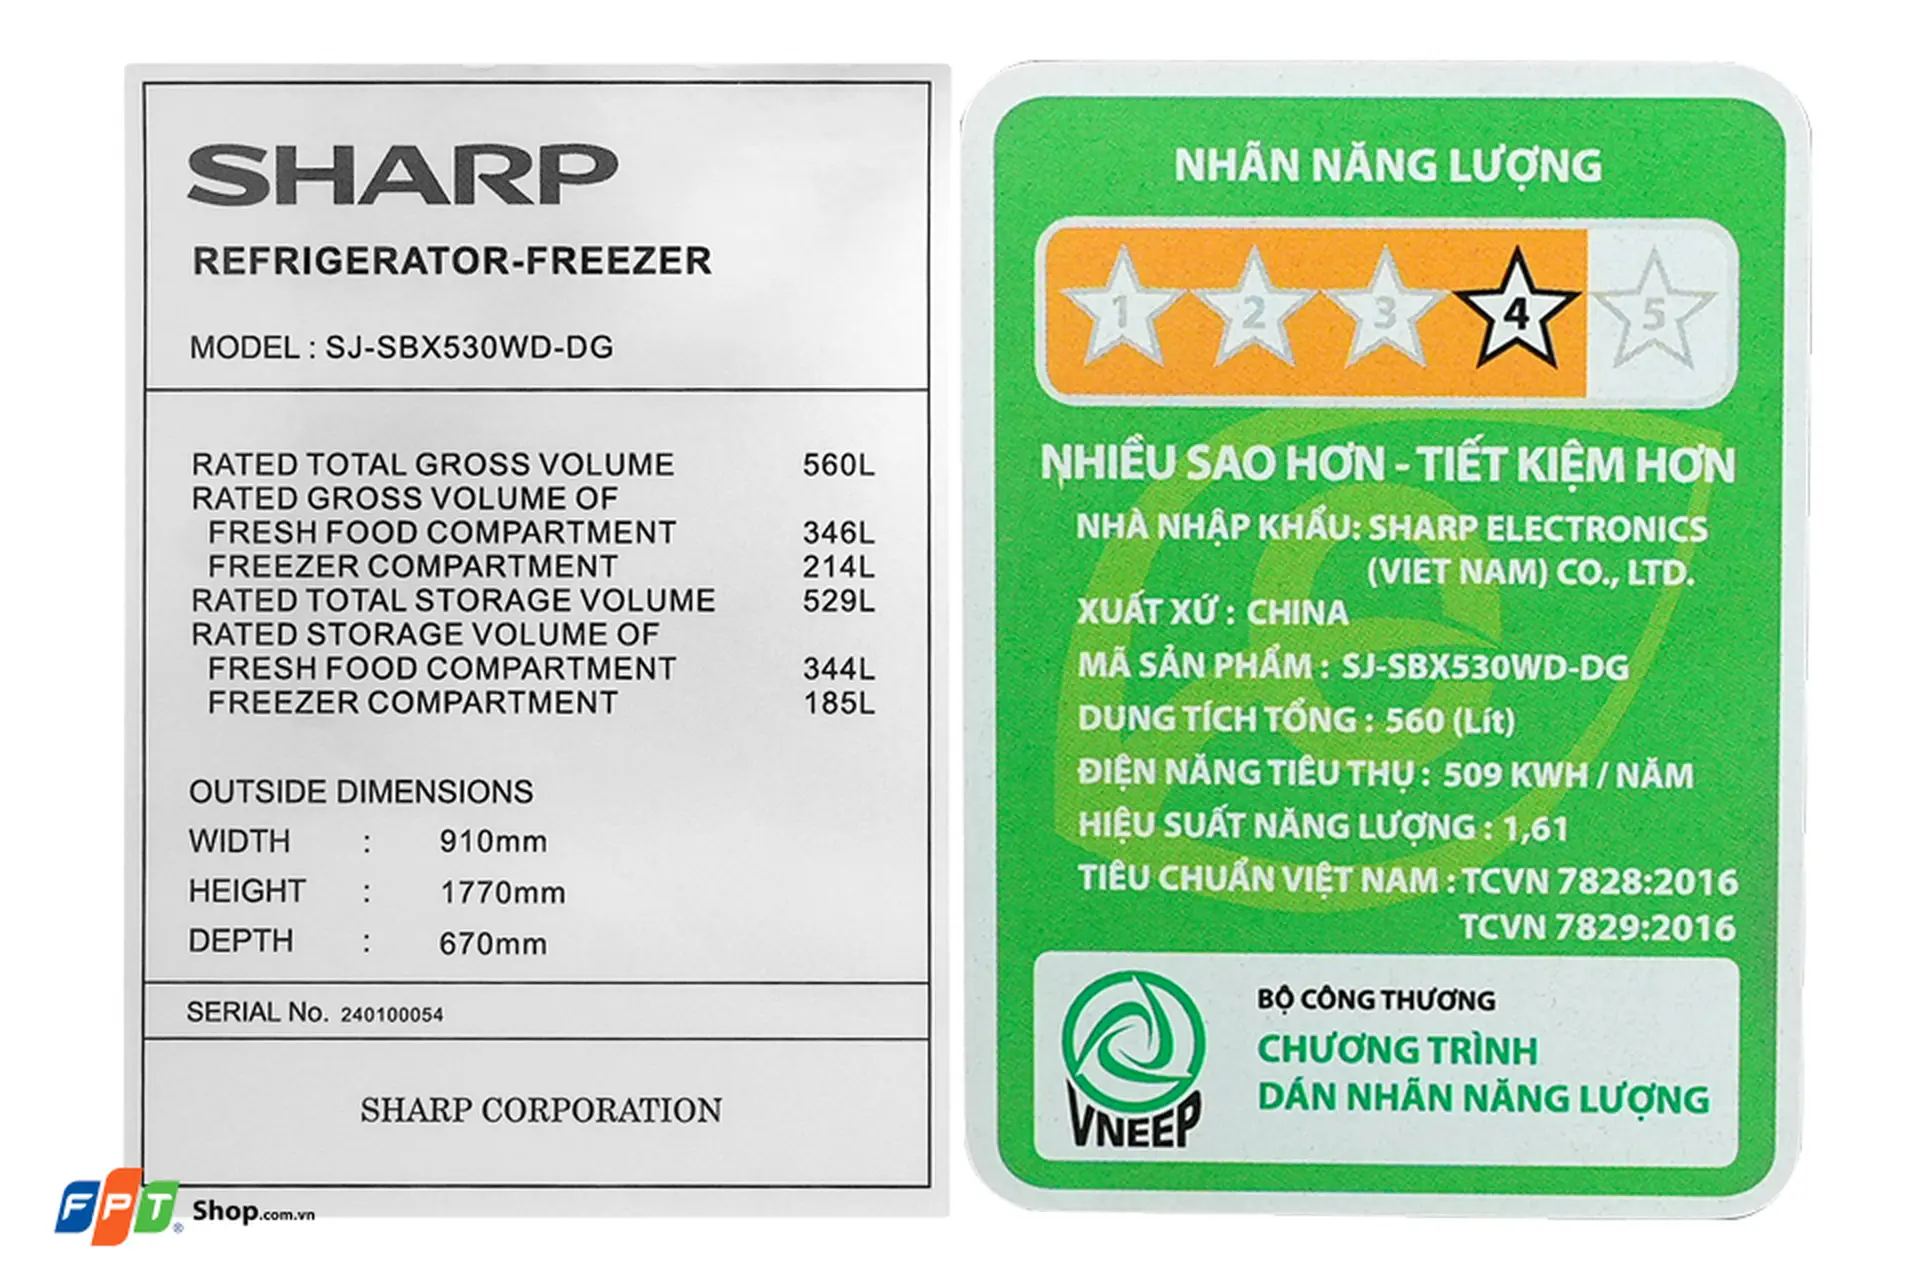 SHARP
REFRIGERATOR-FREEZER
MODEL : SJ-SBX530WD-DG
RATED TOTAL GROSS VOLUME 560L
RATED GROSS VOLUME OF
FRESH FOOD COMPARTMENT 346L
FREEZER COMPARTMENT 214L
RATED TOTAL STORAGE VOLUME 529L
RATED STORAGE VOLUME OF
FRESH FOOD COMPARTMENT 344L
FREEZER COMPARTMENT 185L
OUTSIDE DIMENSIONS
WIDTH : 910mm
HEIGHT : 1770mm
DEPTH : 670mm
SERIAL No. 240100054
SHARP CORPORATION
FPT® Shop.com.vn
NHÃN NĂNG LƯỢNG
1 2 3 4 5
NHIỀU SAO HƠN - TIẾT KIỆM HƠN
NHÀ NHẬP KHẨU: SHARP ELECTRONICS
(VIET NAM) CO., LTD.
XUẤT XỨ : CHINA
MÃ SẢN PHẨM : SJ-SBX530WD-DG
DUNG TÍCH TỔNG : 560 (Lít)
ĐIỆN NĂNG TIÊU THỤ : 509 KWH / NĂM
HIỆU SUẤT NĂNG LƯỢNG : 1,61
TIÊU CHUẨN VIỆT NAM : TCVN 7828:2016
TCVN 7829:2016
VNEEP
BỘ CÔNG THƯƠNG
CHƯƠNG TRÌNH
DÁN NHÃN NĂNG LƯỢNG